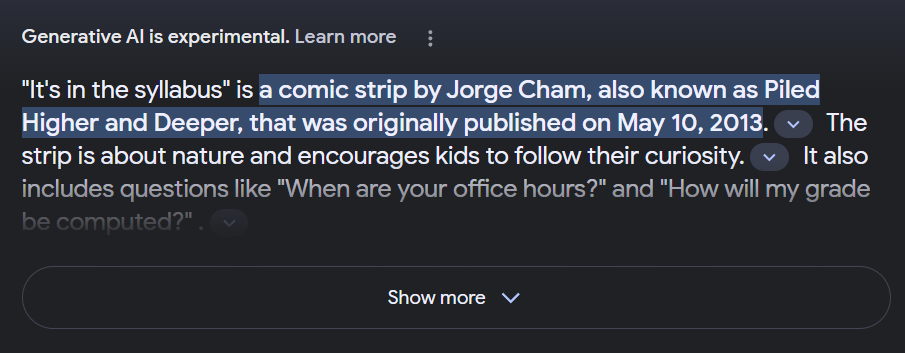 Generative AI is experimental. Learn more
"It's in the syllabus" is a comic strip by Jorge Cham, also known as Piled
Higher and Deeper, that was originally published on May 10, 2013. The
strip is about nature and encourages kids to follow their curiosity. It also
includes questions like "When are your office hours?" and "How will my grade
be computed?" .
Show more